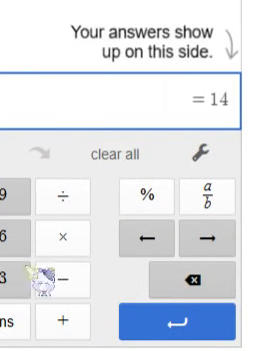 Your answers show
up on this side.
= 14
clear all
9 ÷ % a/b
6 × ← →
3 −
ns +